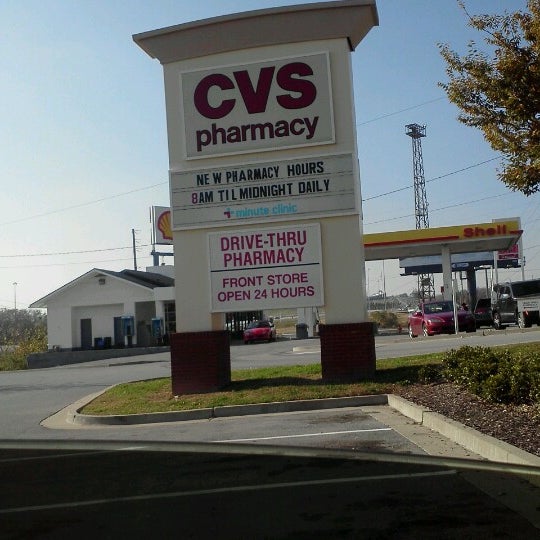 CVS
pharmacy
NEW PHARMACY HOURS
8AM TIL MIDNIGHT DAILY
minute clinic
DRIVE-THRU
PHARMACY
FRONT STORE
OPEN 24 HOURS
Shell